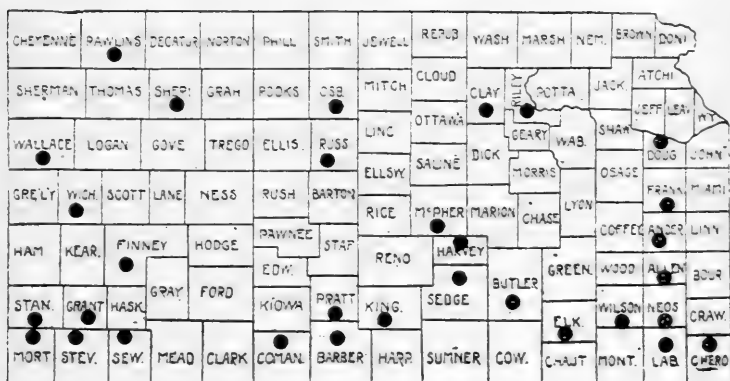 CHEYENNE RAWLINS DECATUR NORTON PHILL SMITH JEWELL REPUB WASH MARSH NEM. BROWN DONI
SHERMAN THOMAS SHERI GRAH ROOKS OSB. MITCH CLOUD CLAY RILEY POTTA JACK. ATCHI
JEFF LEAV WY.
WALLACE LOGAN GOVE TREGO ELLIS. RUSS LINC OTTAWA DICK GEARY WAB. SHAW DOUG JOHN
GRE'LY WICH. SCOTT LANE NESS RUSH BARTON ELLSW. SALINE MORRIS LYON OSAGE FRANK MIAMI
HAM KEAR. FINNEY HODGE PAWNEE STAF RICE McPHER MARION CHASE COFFEE ANDER LINN
GRAY FORD EDW. RENO HARVEY BUTLER GREEN. WOOD ALLEN BOUR
STAN. GRANT HASK. KIOWA PRATT KING. SEDGE ELK. WILSON NEOS CRAW.
MORT. STEV. SEW. MEAD CLARK COMAN. BARBER HARP. SUMNER COW. CHAUT MONT. LAB. CHERO